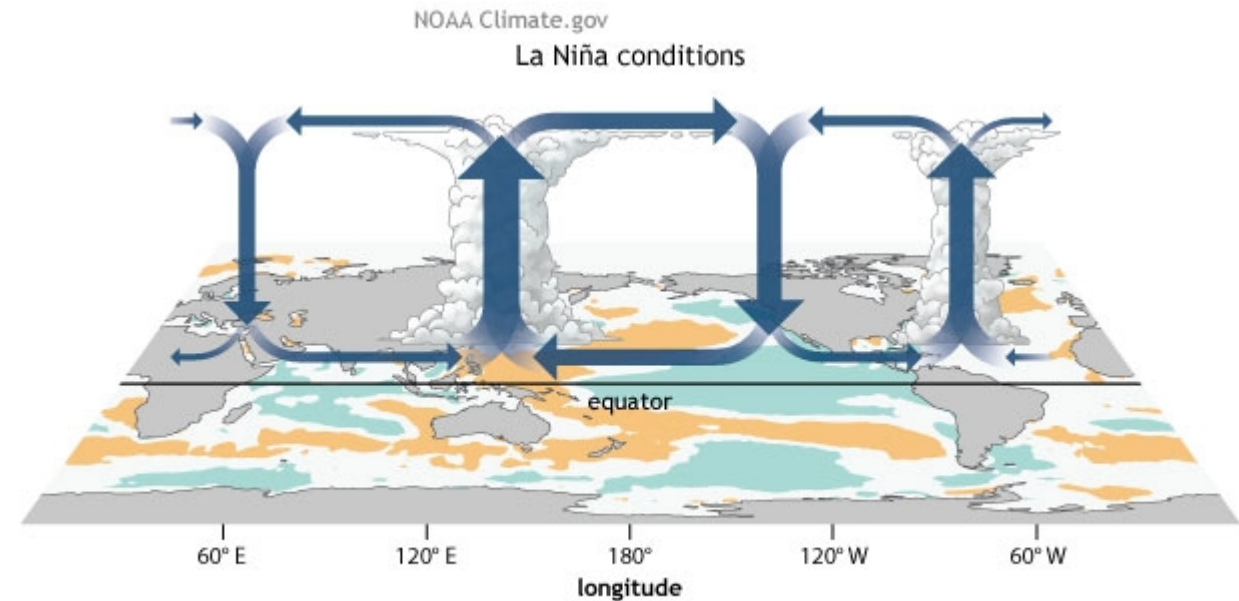 NOAA Climate.gov
La Niña conditions
equator
60° E 120° E 180° 120° W 60° W
longitude